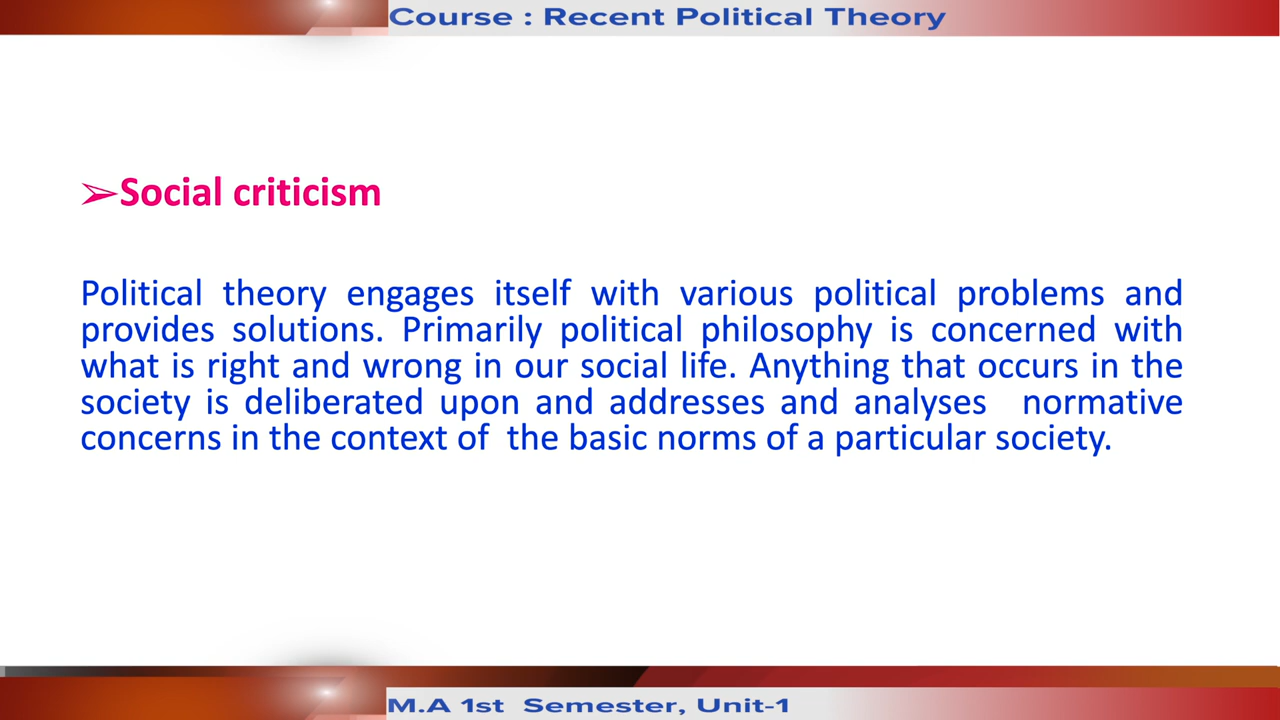 Course : Recent Political Theory
➢Social criticism
Political theory engages itself with various political problems and
provides solutions. Primarily political philosophy is concerned with
what is right and wrong in our social life. Anything that occurs in the
society is deliberated upon and addresses and analyses  normative
concerns in the context of  the basic norms of a particular society.
M.A 1st  Semester, Unit-1